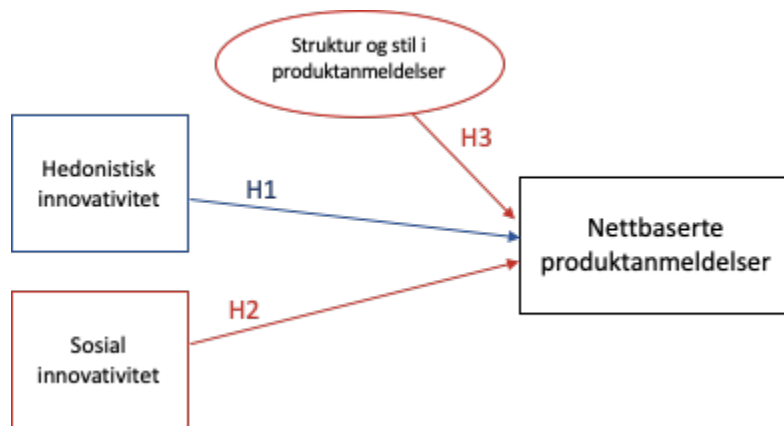 Struktur og stil i
produktanmeldelser
H3
Hedonistisk
innovativitet
H1
Nettbaserte
produktanmeldelser
H2
Sosial
innovativitet